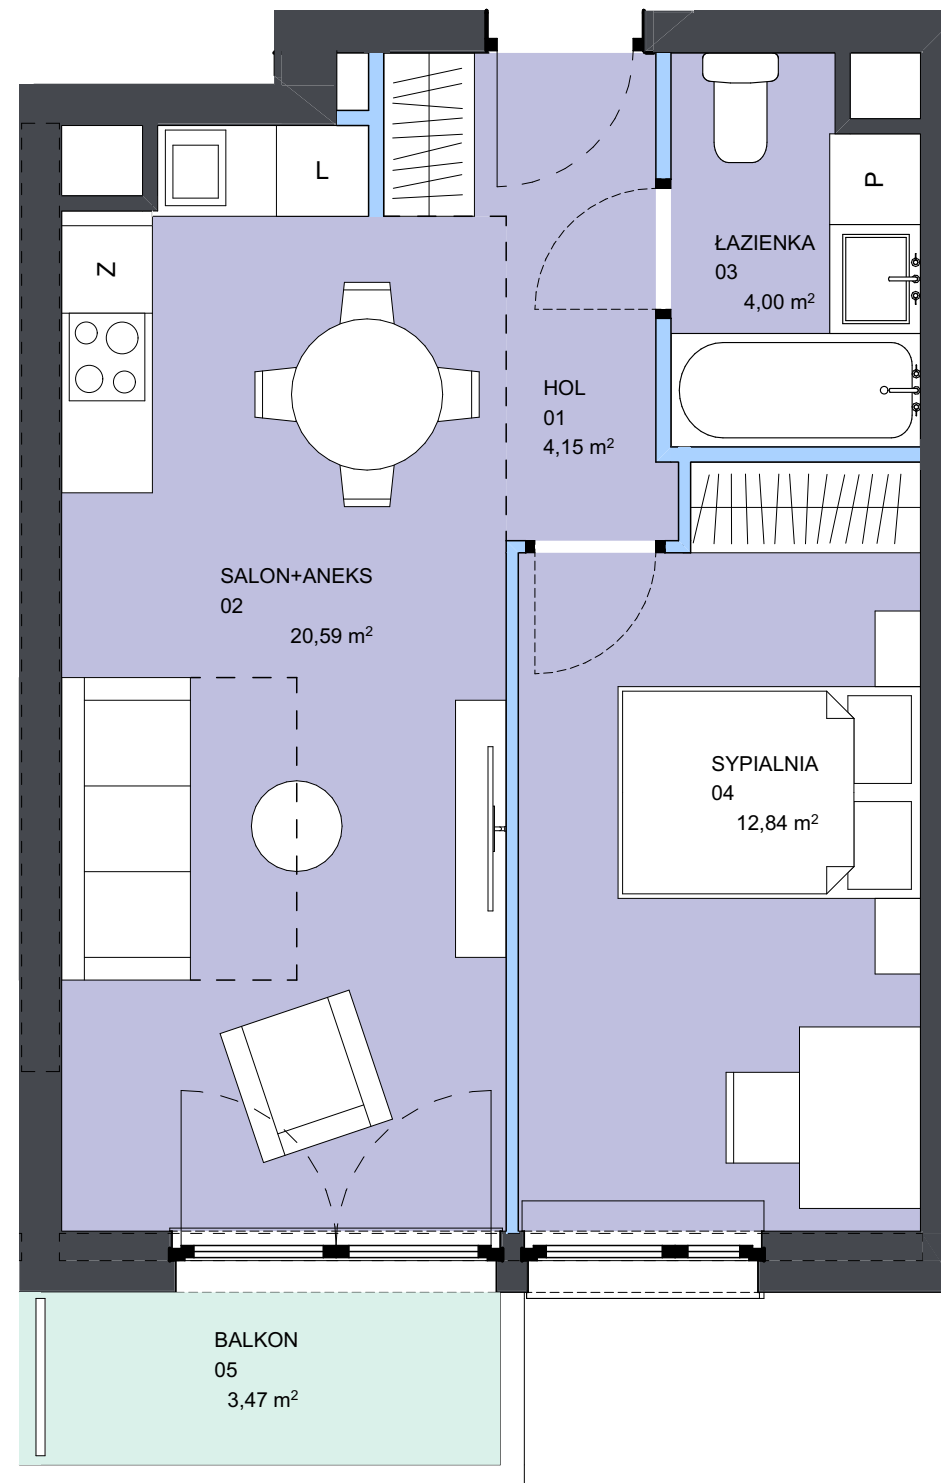 L
P
Z
ŁAZIENKA
03
4,00 m²
HOL
01
4,15 m²
SALON+ANEKS
02
20,59 m²
SYPIALNIA
04
12,84 m²
BALKON
05
3,47 m²